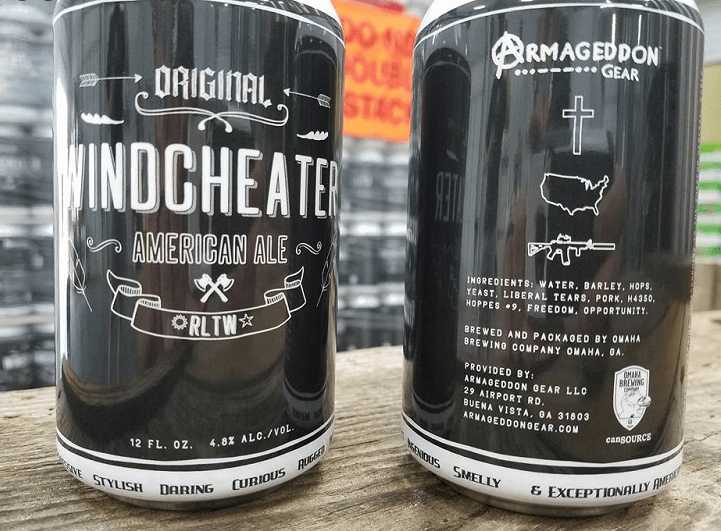 ORIGINAL
WINDCHEATER
AMERICAN ALE
RLTW
12 FL. OZ. 4.8% ALC./VOL.
STYLISH DARING CURIOUS RUGGED
ARMAGEDDON
GEAR
INGREDIENTS: WATER, BARLEY, HOPS,
YEAST, LIBERAL TEARS, PORK, H4350,
HOPPES #9, FREEDOM, OPPORTUNITY.
BREWED AND PACKAGED BY OMAHA
BREWING COMPANY OMAHA, GA.
PROVIDED BY:
ARMAGEDDON GEAR LLC
29 AIRPORT RD.
BUENA VISTA, GA 31803
ARMAGEDDONGEAR.COM
OMAHA
BREWING
COMPANY
canSOURCE
SMELLY & EXCEPTIONALLY